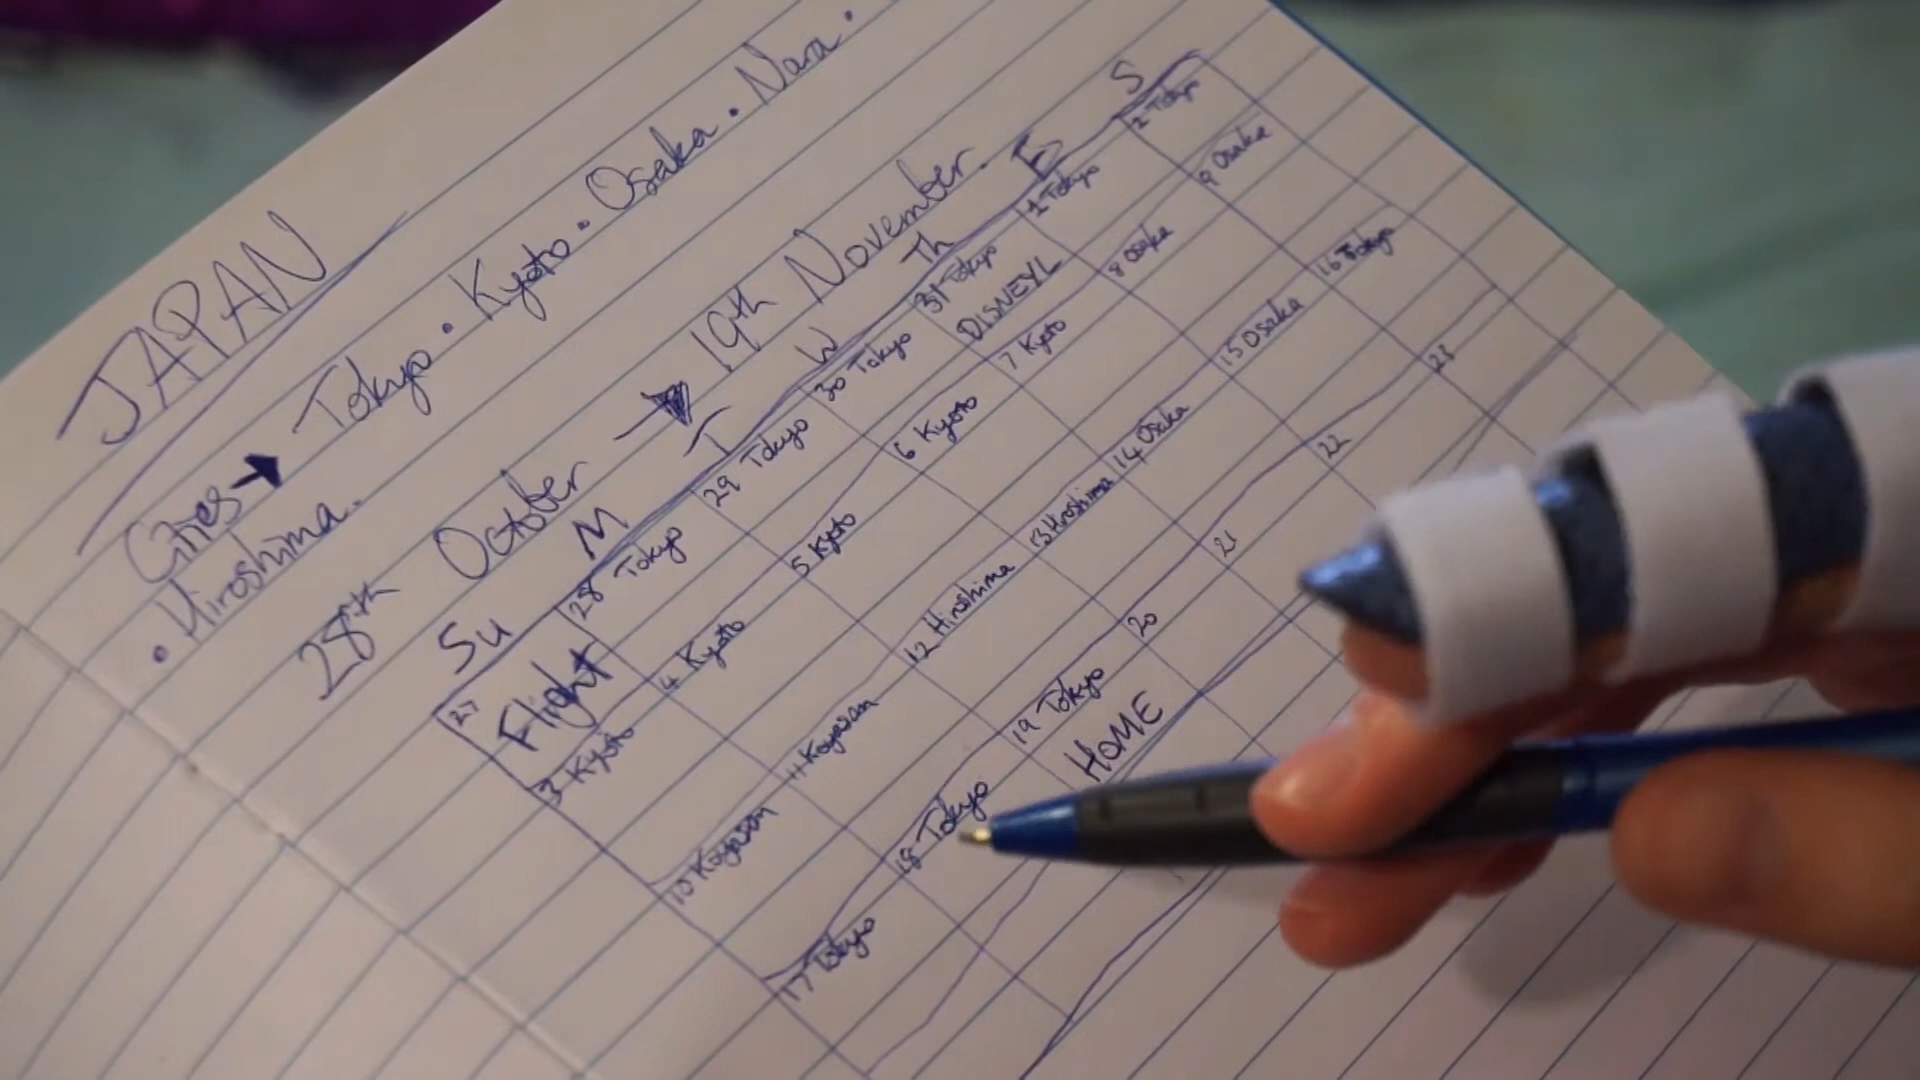 JAPAN
Cities → Tokyo · Kyoto · Osaka · Nara ·
· Hiroshima.
28th October → 19th November.
Su M T W Th F S
27 28 Tokyo 29 Tokyo 30 Tokyo 31 Tokyo 1 Tokyo 2 Tokyo
Flight DISNEYL
3 Kyoto 4 Kyoto 5 Kyoto 6 Kyoto 7 Kyoto 8 Osaka 9 Osaka
10 Koyasan 11 Koyasan 12 Hiroshima 13 Hiroshima 14 Osaka 15 Osaka 16 Tokyo
17 Tokyo 18 Tokyo 19 Tokyo 20 21 22 23
HOME